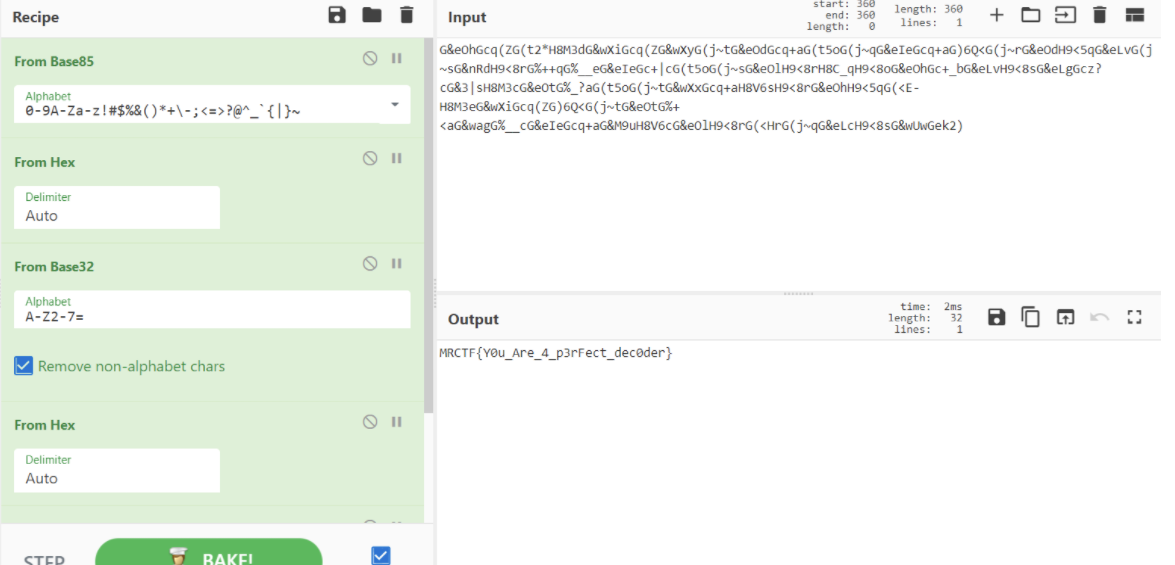 Recipe
From Base85
Alphabet
0-9A-Za-z!#$%&()*+\-;<=>?@^_`{|}~
From Hex
Delimiter
Auto
From Base32
Alphabet
A-Z2-7=
Remove non-alphabet chars
From Hex
Delimiter
Auto
STEP
BAKE!
Input
start: 360
end: 360
length: 0
length: 360
lines: 1
G&eOhGcq(ZG(t2*H8M3dG&wXiGcq(ZG&wXyG(j~tG&eOdGcq+aG(t5oG(j~qG&eIeGcq+aG)6Q<G(j~rG&eOdH9<5qG&eLvG(j
~sG&nRdH9<8rG%++qG%__eG&eIeGc+|cG(t5oG(j~sG&eOlH9<8rH8C_qH9<8oG&eOhGc+_bG&eLvH9<8sG&eLgGcz?
cG&3|sH8M3cG&eOtG%_?aG(t5oG(j~tG&wXxGcq+aH8V6sH9<8rG&eOhH9<5qG(<E-
H8M3eG&wXiGcq(ZG)6Q<G(j~tG&eOtG%+
<aG&wagG%__cG&eIeGcq+aG&M9uH8V6cG&eOlH9<8rG(<HrG(j~qG&eLcH9<8sG&wUwGek2)
Output
time: 2ms
length: 32
lines: 1
MRCTF{Y0u_Are_4_p3rFect_dec0der}